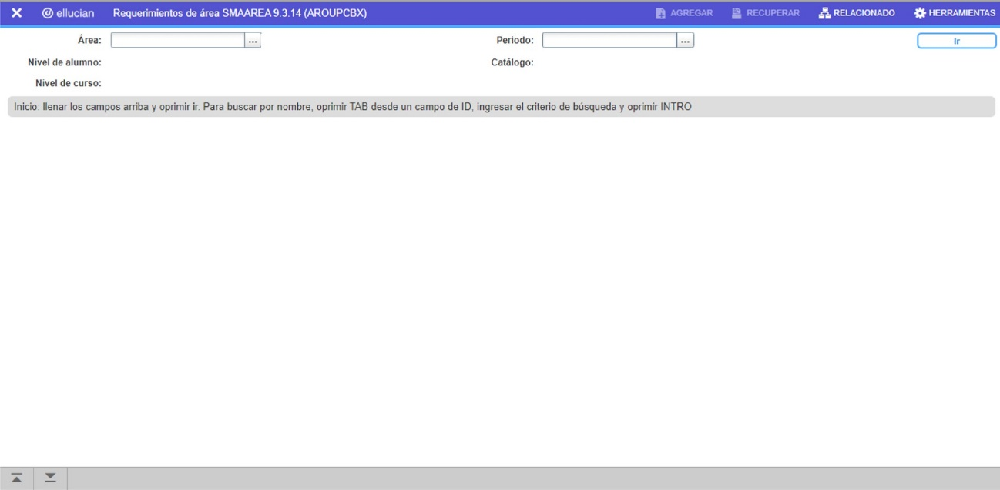 ellucian Requerimientos de área SMAAREA 9.3.14 (AROUPCBX) AGREGAR RECUPERAR RELACIONADO HERRAMIENTAS
Área: ... Periodo: ... Ir
Nivel de alumno: Catálogo:
Nivel de curso:
Inicio: llenar los campos arriba y oprimir ir. Para buscar por nombre, oprimir TAB desde un campo de ID, ingresar el criterio de búsqueda y oprimir INTRO